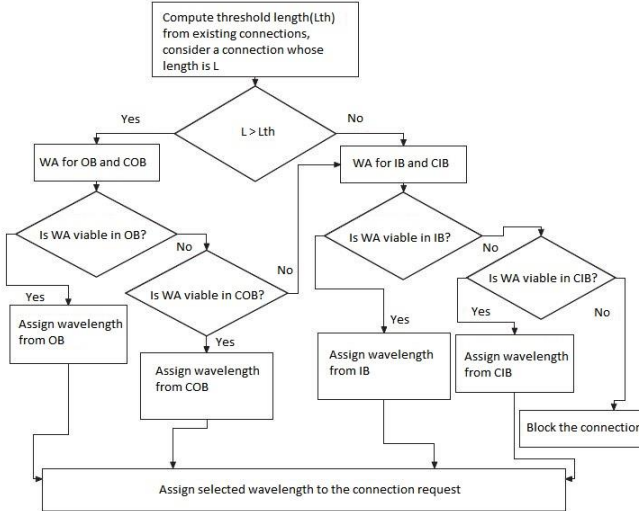 Compute threshold length(Lth)
from existing connections,
consider a connection whose
length is L
Yes
L > Lth
No
WA for OB and COB
WA for IB and CIB
Is WA viable in OB?
Is WA viable in IB?
No
No
No
Is WA viable in COB?
Is WA viable in CIB?
Yes
Yes
Yes
No
Yes
Assign wavelength
from OB
Assign wavelength
from COB
Assign wavelength
from IB
Assign wavelength
from CIB
Block the connection
Assign selected wavelength to the connection request